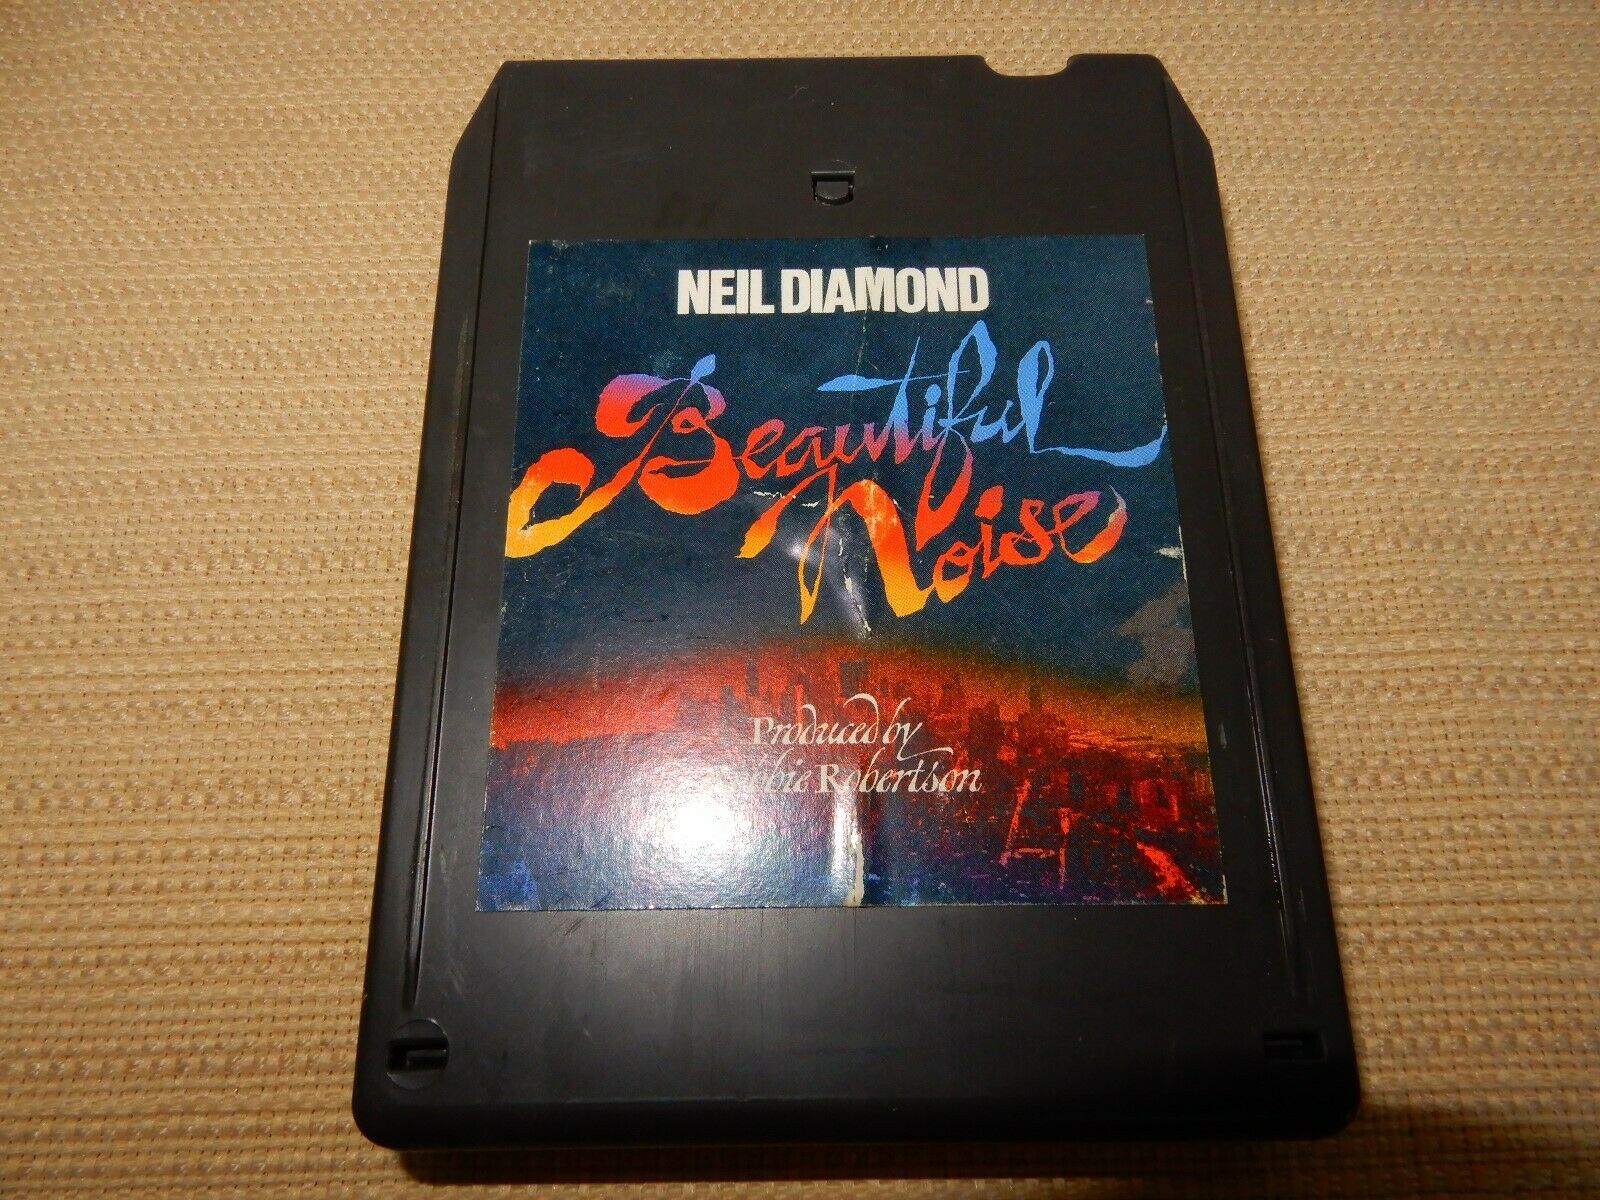 NEIL DIAMOND
Beautiful
Noise
Produced by
Robertson